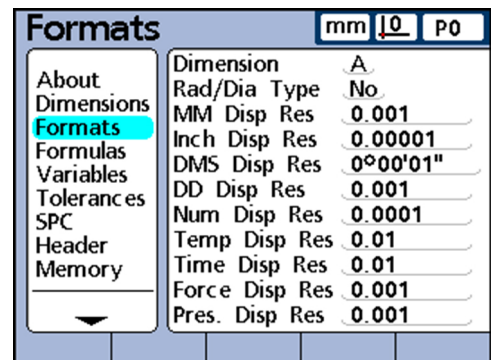 Formats
mm 0 P0
About
Dimensions
Formats
Formulas
Variables
Tolerances
SPC
Header
Memory
Dimension A
Rad/Dia Type No
MM Disp Res 0.001
Inch Disp Res 0.00001
DMS Disp Res 0°00'01"
DD Disp Res 0.001
Num Disp Res 0.0001
Temp Disp Res 0.01
Time Disp Res 0.01
Force Disp Res 0.001
Pres. Disp Res 0.001